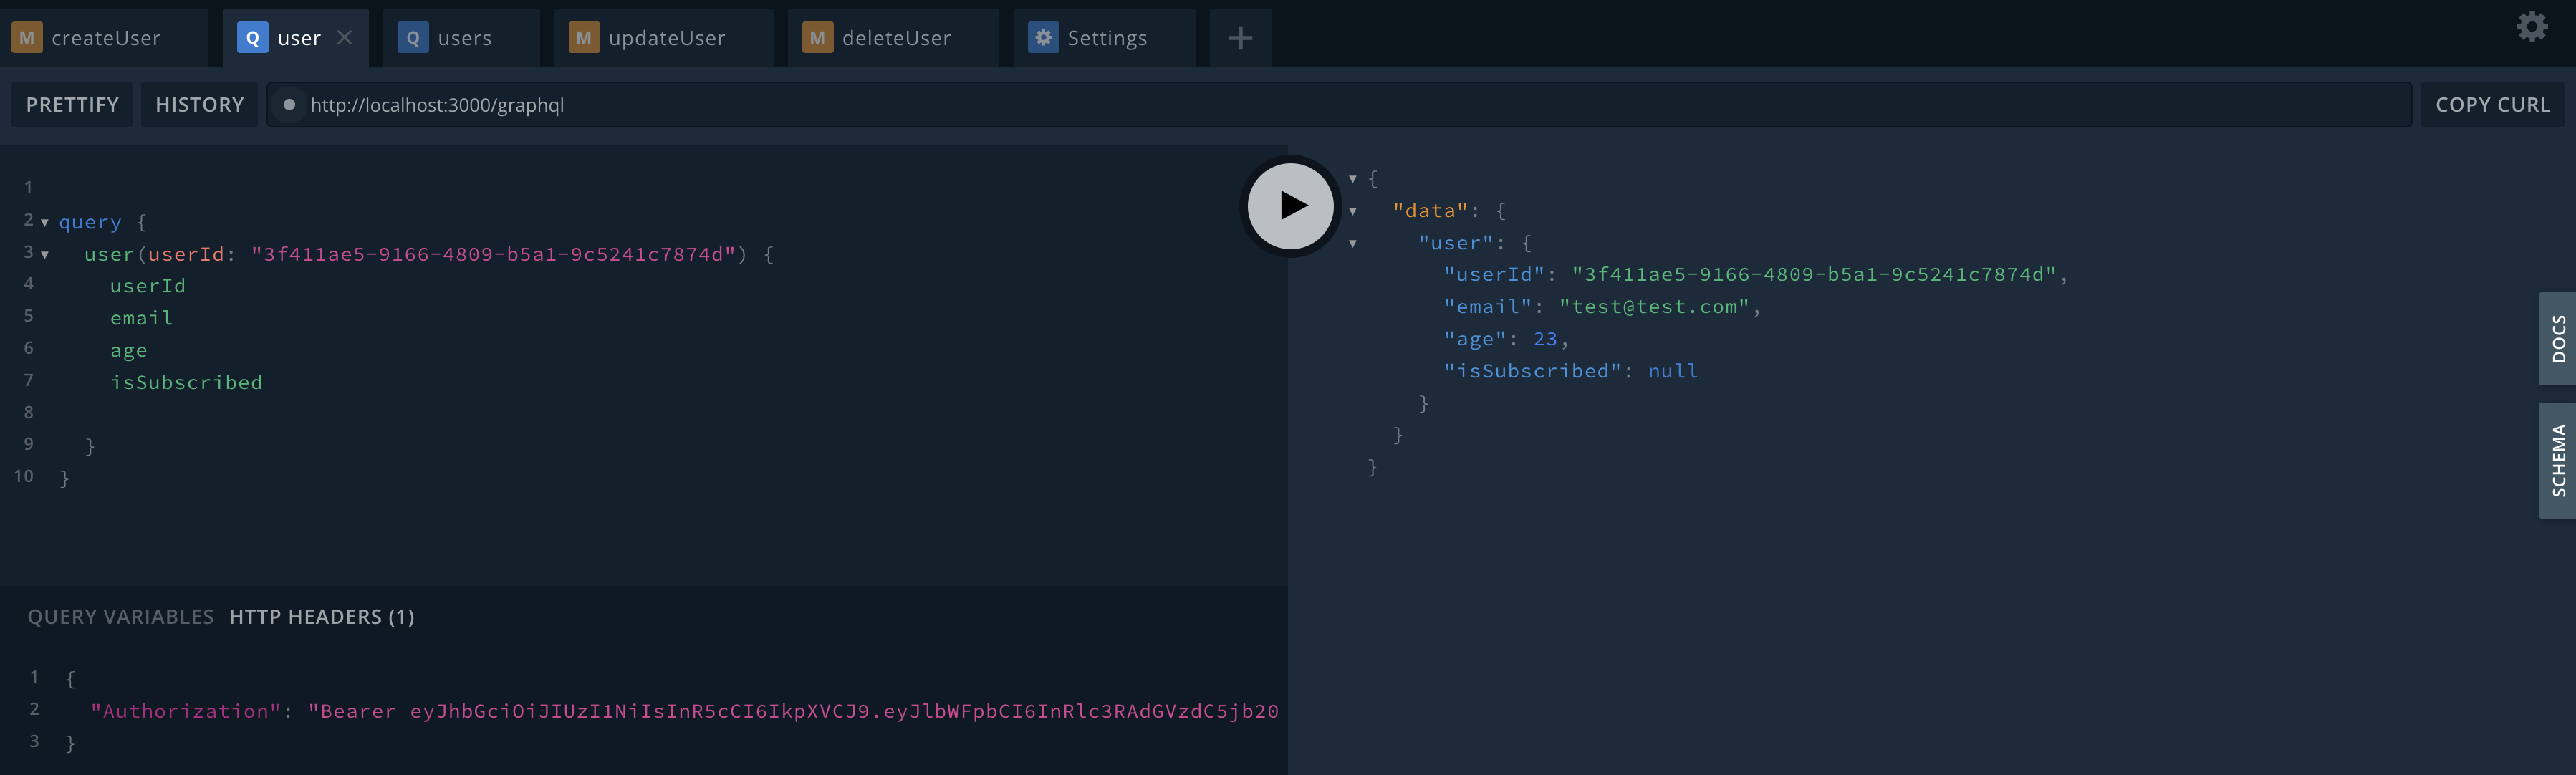 M createUser Q user Q users M updateUser M deleteUser Settings +
PRETTIFY HISTORY http://localhost:3000/graphql COPY CURL
1
2 query {
3 user(userId: "3f411ae5-9166-4809-b5a1-9c5241c7874d") {
4 userId
5 email
6 age
7 isSubscribed
8
9 }
10 }
{
"data": {
"user": {
"userId": "3f411ae5-9166-4809-b5a1-9c5241c7874d",
"email": "test@test.com",
"age": 23,
"isSubscribed": null
}
}
}
DOCS
SCHEMA
QUERY VARIABLES HTTP HEADERS (1)
1 {
2 "Authorization": "Bearer eyJhbGciOiJIUzI1NiIsInR5cCI6IkpXVCJ9.eyJlbWFpbCI6InRlc3RAdGVzdC5jb20
3 }